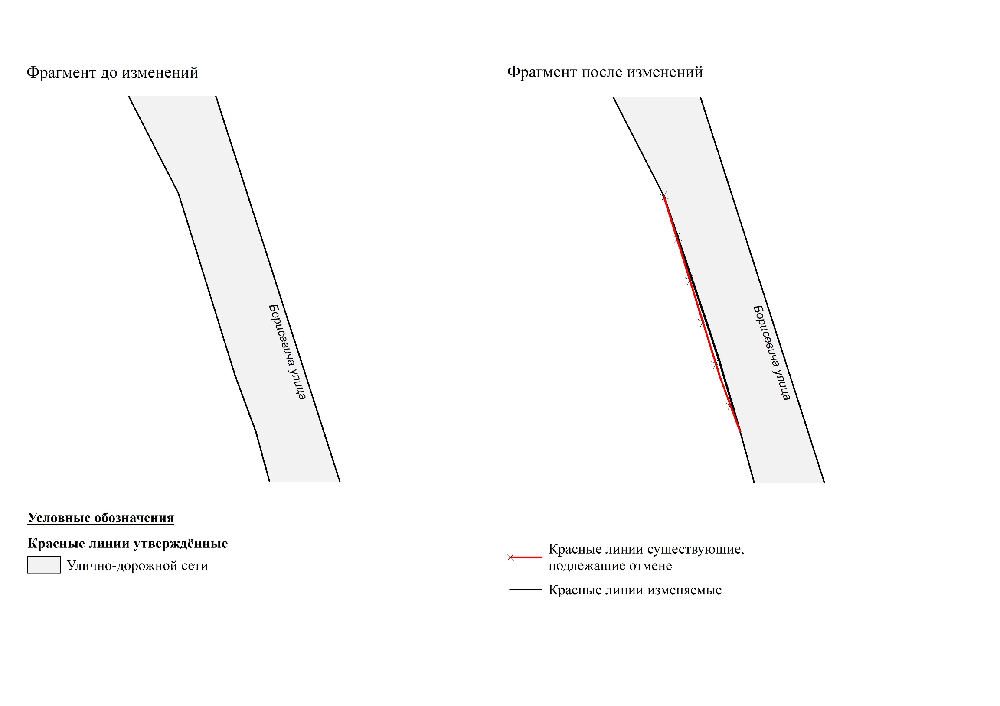 Фрагмент до изменений
Фрагмент после изменений
Борисевича улица
Борисевича улица
Условные обозначения
Красные линии утверждённые
Улично-дорожной сети
Красные линии существующие,
подлежащие отмене
Красные линии изменяемые